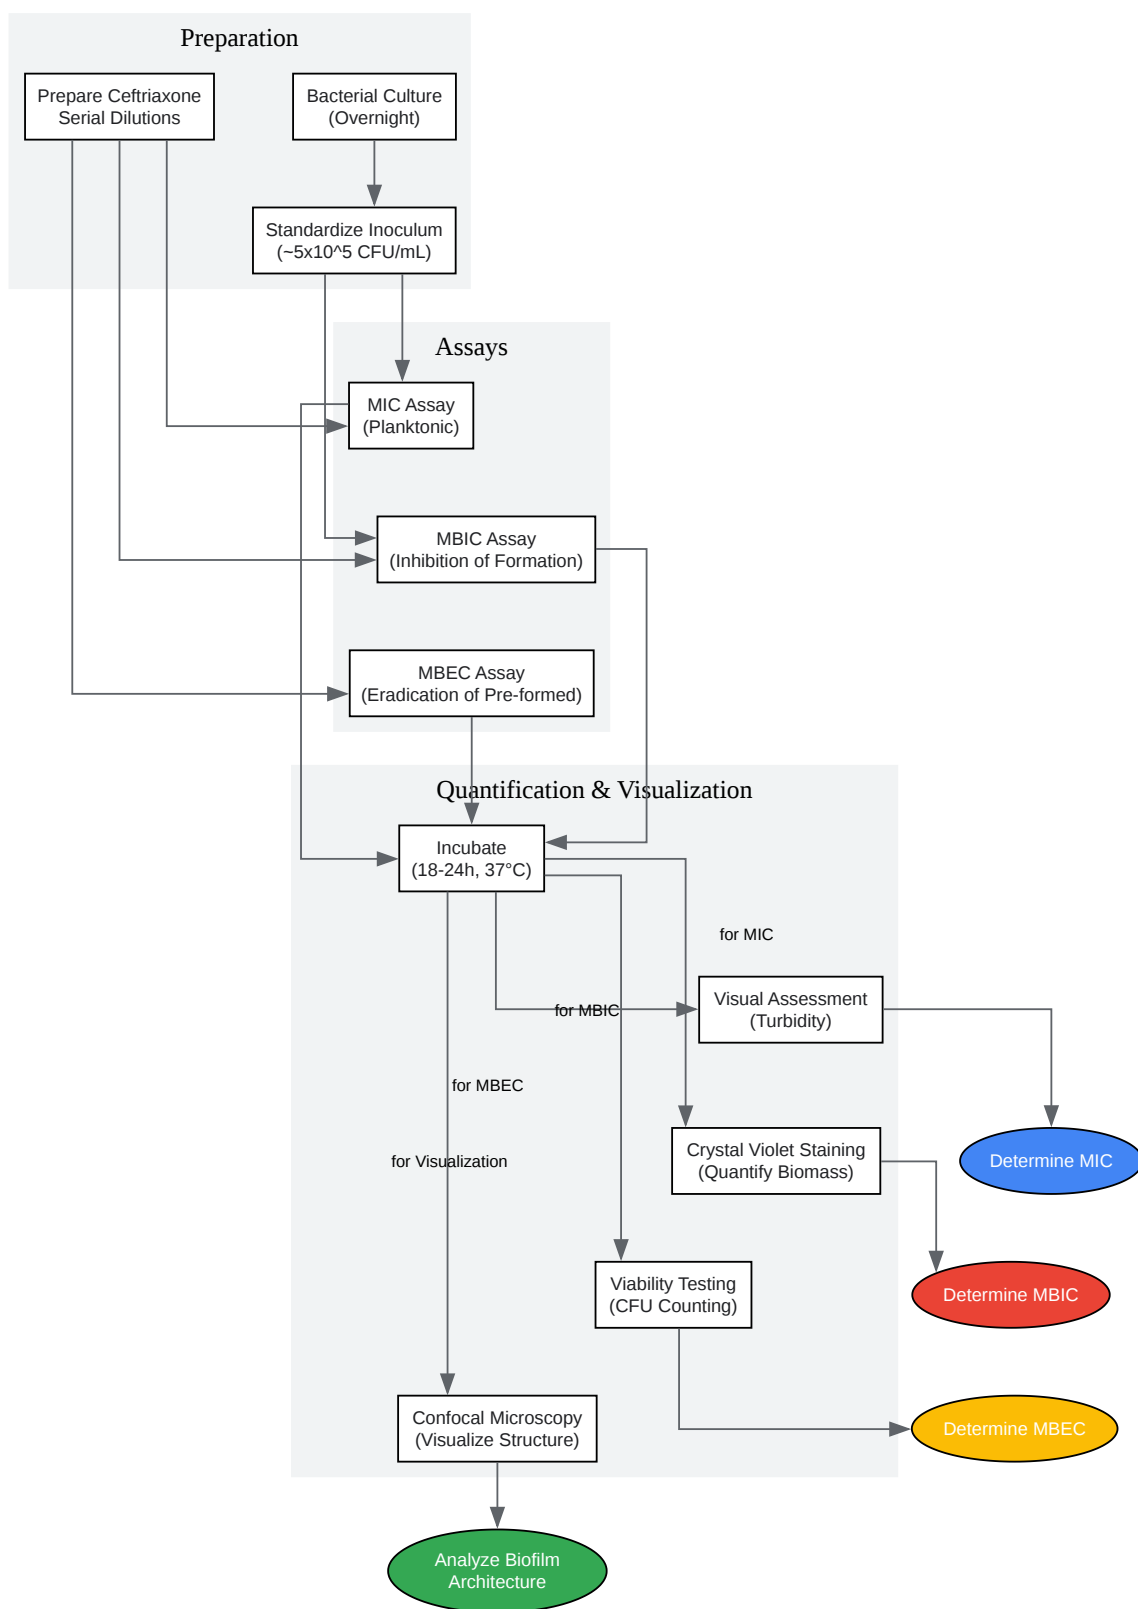 Preparation
Prepare Ceftriaxone
Serial Dilutions
Bacterial Culture
(Overnight)
Standardize Inoculum
(~5x10^5 CFU/mL)
Assays
MIC Assay
(Planktonic)
MBIC Assay
(Inhibition of Formation)
MBEC Assay
(Eradication of Pre-formed)
Quantification & Visualization
Incubate
(18-24h, 37°C)
for MIC
Visual Assessment
(Turbidity)
for MBIC
for MBEC
Crystal Violet Staining
(Quantify Biomass)
Determine MIC
for Visualization
Viability Testing
(CFU Counting)
Determine MBIC
Confocal Microscopy
(Visualize Structure)
Determine MBEC
Analyze Biofilm
Architecture